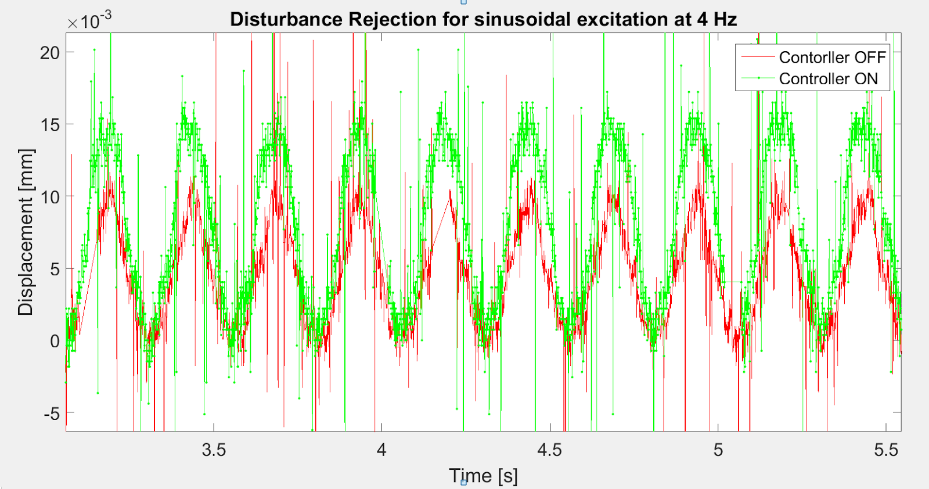 Disturbance Rejection for sinusoidal excitation at 4 Hz
×10⁻³
Contorller OFF
Controller ON
20
15
10
5
0
-5
Displacement [mm]
3.5 4 4.5 5 5.5
Time [s]